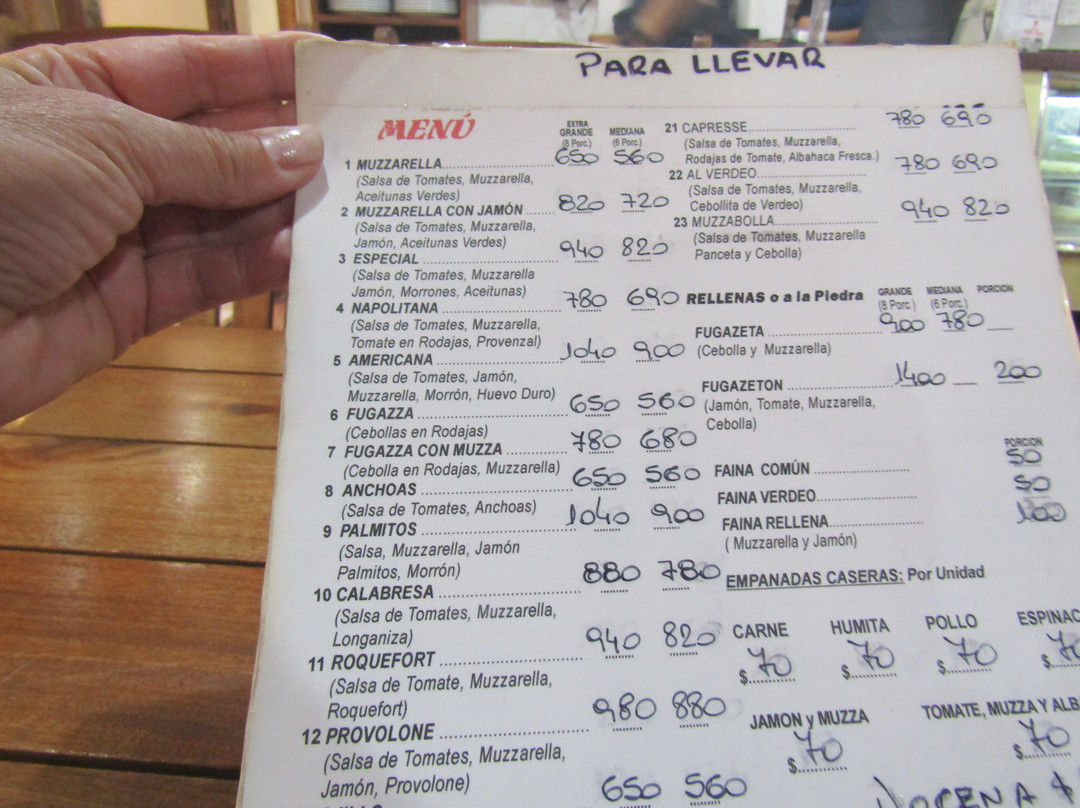 PARA LLEVAR
MENÚ
EXTRA GRANDE (8 Porc.) MEDIANA (6 Porc.)
1 MUZZARELLA 650 560
(Salsa de Tomates, Muzzarella,
Aceitunas Verdes)
2 MUZZARELLA CON JAMÓN 820 720
(Salsa de Tomates, Muzzarella,
Jamón, Aceitunas Verdes)
3 ESPECIAL 940 820
(Salsa de Tomates, Muzzarella
Jamón, Morrones, Aceitunas)
4 NAPOLITANA 780 690
(Salsa de Tomates, Muzzarella,
Tomate en Rodajas, Provenzal)
5 AMERICANA 1040 900
(Salsa de Tomates, Jamón,
Muzzarella, Morrón, Huevo Duro)
6 FUGAZZA 650 560
(Cebollas en Rodajas)
7 FUGAZZA CON MUZZA 780 680
(Cebolla en Rodajas, Muzzarella)
8 ANCHOAS 650 560
(Salsa de Tomates, Anchoas)
9 PALMITOS 1040 900
(Salsa, Muzzarella, Jamón
Palmitos, Morrón)
10 CALABRESA 880 780
(Salsa de Tomates, Muzzarella,
Longaniza)
11 ROQUEFORT 940 820
(Salsa de Tomate, Muzzarella,
Roquefort)
12 PROVOLONE 980 880
(Salsa de Tomates, Muzzarella,
Jamón, Provolone)
650 560
21 CAPRESSE 780 690
(Salsa de Tomates, Muzzarella,
Rodajas de Tomate, Albahaca Fresca.)
22 AL VERDEO 780 690
(Salsa de Tomates, Muzzarella,
Cebollita de Verdeo)
23 MUZZABOLLA 940 820
(Salsa de Tomates, Muzzarella
Panceta y Cebolla)
RELLENAS o a la Piedra GRANDE (8 Porc.) MEDIANA (6 Porc.) PORCION
FUGAZETA 900 780
(Cebolla y Muzzarella)
FUGAZETON 1400 200
(Jamón, Tomate, Muzzarella,
Cebolla)
PORCION
FAINA COMÚN 50
FAINA VERDEO 50
FAINA RELLENA
( Muzzarella y Jamón)
EMPANADAS CASERAS: Por Unidad
CARNE HUMITA POLLO ESPINAC
$ 70 $ 70 $ 70 $ 70
JAMON y MUZZA TOMATE, MUZZA Y ALBA
$ 70 $ 70
DOCENA $